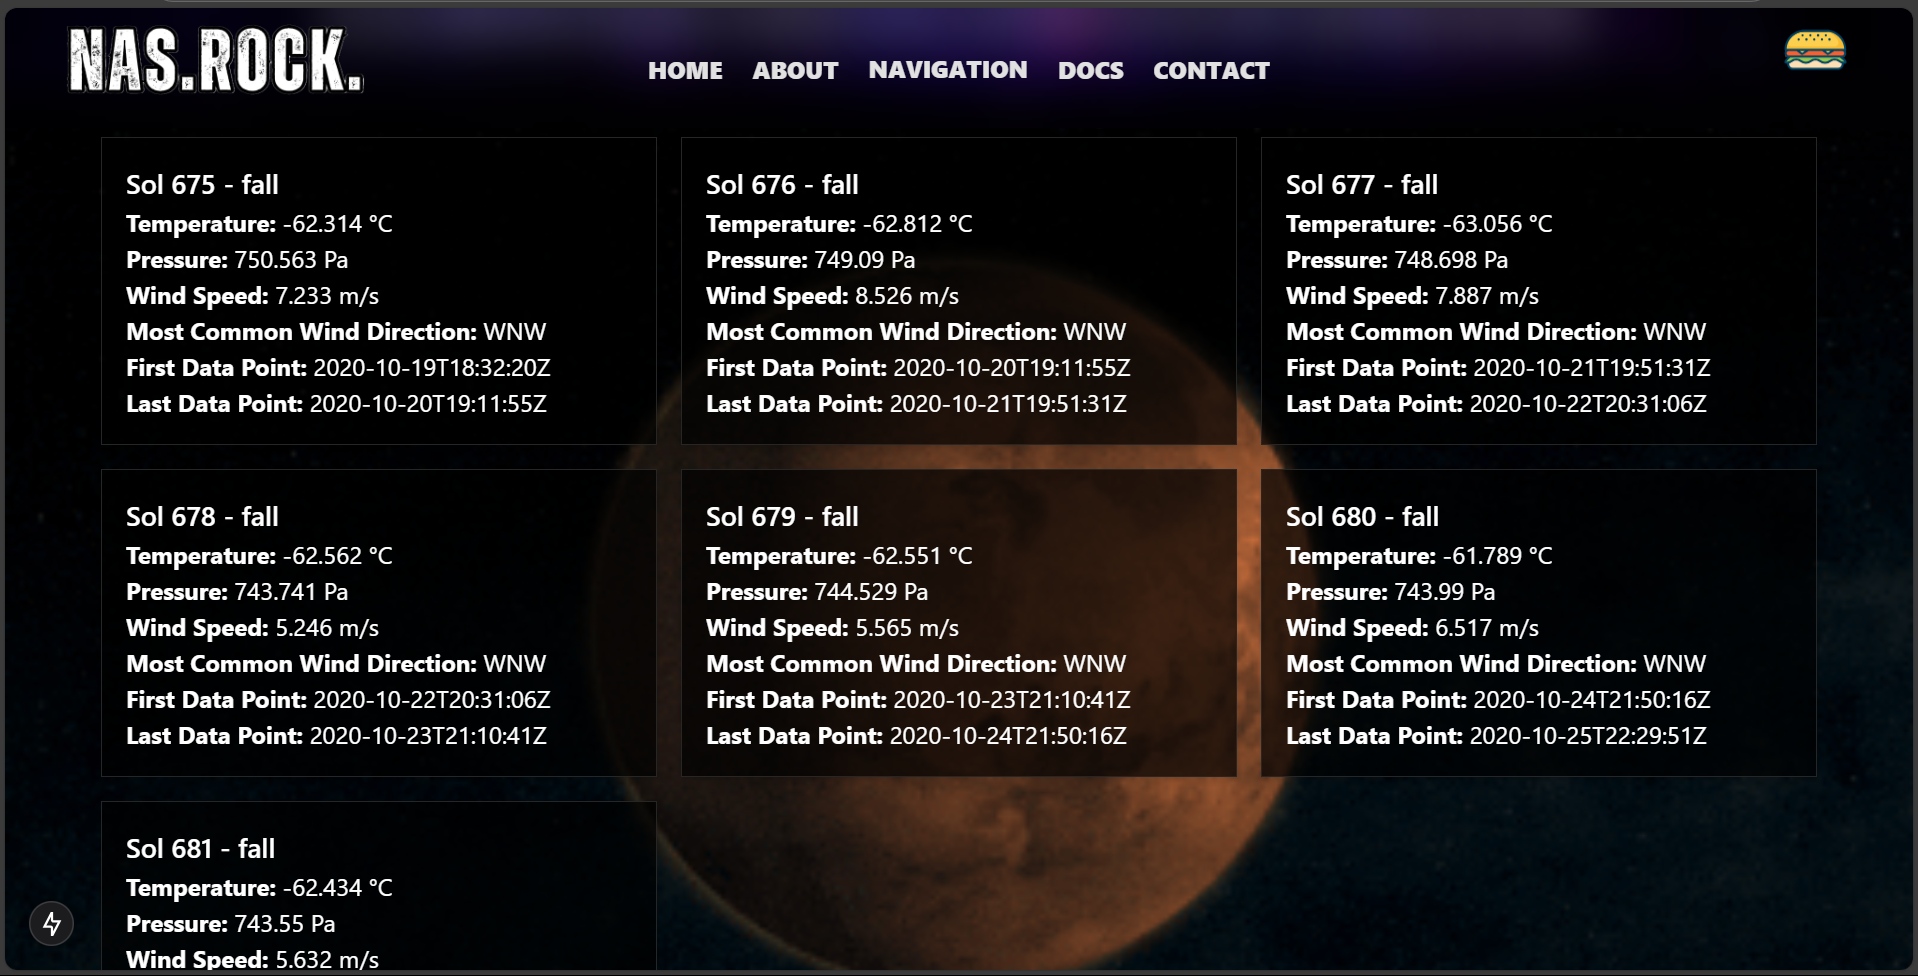 NAS.ROCK.
HOME ABOUT NAVIGATION DOCS CONTACT
Sol 675 - fall
Temperature: -62.314 °C
Pressure: 750.563 Pa
Wind Speed: 7.233 m/s
Most Common Wind Direction: WNW
First Data Point: 2020-10-19T18:32:20Z
Last Data Point: 2020-10-20T19:11:55Z
Sol 676 - fall
Temperature: -62.812 °C
Pressure: 749.09 Pa
Wind Speed: 8.526 m/s
Most Common Wind Direction: WNW
First Data Point: 2020-10-20T19:11:55Z
Last Data Point: 2020-10-21T19:51:31Z
Sol 677 - fall
Temperature: -63.056 °C
Pressure: 748.698 Pa
Wind Speed: 7.887 m/s
Most Common Wind Direction: WNW
First Data Point: 2020-10-21T19:51:31Z
Last Data Point: 2020-10-22T20:31:06Z
Sol 678 - fall
Temperature: -62.562 °C
Pressure: 743.741 Pa
Wind Speed: 5.246 m/s
Most Common Wind Direction: WNW
First Data Point: 2020-10-22T20:31:06Z
Last Data Point: 2020-10-23T21:10:41Z
Sol 679 - fall
Temperature: -62.551 °C
Pressure: 744.529 Pa
Wind Speed: 5.565 m/s
Most Common Wind Direction: WNW
First Data Point: 2020-10-23T21:10:41Z
Last Data Point: 2020-10-24T21:50:16Z
Sol 680 - fall
Temperature: -61.789 °C
Pressure: 743.99 Pa
Wind Speed: 6.517 m/s
Most Common Wind Direction: WNW
First Data Point: 2020-10-24T21:50:16Z
Last Data Point: 2020-10-25T22:29:51Z
Sol 681 - fall
Temperature: -62.434 °C
Pressure: 743.55 Pa
Wind Speed: 5.632 m/s